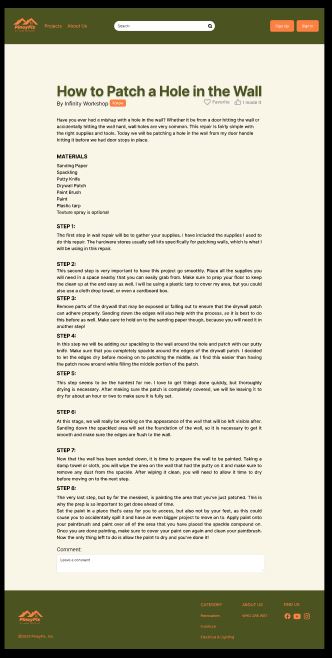 PinoyFix
Projects
About Us
Search
Sign Up
Sign In
How to Patch a Hole in the Wall
By Infinity Workshop
Follow
Favorite
I made it
Have you ever had a mishap with a hole in the wall? Whether it be from a door hitting the wall or
accidentally hitting the wall hard, wall holes are very common. This repair is fairly simple with
the right supplies and tools. Today we will be patching a hole in the wall from my door handle
hitting it before we had door stops in place.
MATERIALS
Sanding Paper
Spackling
Putty Knife
Drywall Patch
Paint Brush
Paint
Plastic tarp
Texture spray is optional
STEP 1:
The first step in wall repair will be to gather your supplies, I have included the supplies I used to
do this repair. The hardware stores usually sell kits specifically for patching walls, which is what I
will be using in this repair.
STEP 2:
This second step is very important to have this project go smoothly. Place all the supplies you
will need in a space nearby that you can easily grab from. Make sure to prep your floor to keep
the clean up at the end easy as well. I will be using a plastic tarp to cover my area, but you could
also use a cloth drop towel, or even a cardboard box.
STEP 3:
Remove parts of the drywall that may be exposed or falling out to ensure that the drywall patch
can adhere properly. Sanding down the edges will also help with the process, so it is best to do
this before as well. Make sure to hold on to the sanding paper though, because you will need it in
another step!
STEP 4:
In this step we will be adding our spackling to the wall around the hole and patch with our putty
knife. Make sure that you completely spackle around the edges of the drywall patch. I decided
to let the edges dry before moving on to patching the middle, as I find this easier than having
the patch move around while filling the middle portion of the patch.
STEP 5:
This step seems to be the hardest for me. I love to get things done quickly, but thoroughly
drying is necessary. After making sure the patch is completely covered, we will be leaving it to
dry for about an hour or two to make sure it is fully set.
STEP 6:
At this stage, we will really be working on the appearance of the wall that will be left visible after.
Sanding down the spackled area will set the foundation of the wall, so it is necessary to get it
smooth and make sure the edges are flush to the wall.
STEP 7:
Now that the wall has been sanded down, it is time to prepare the wall to be painted. Taking a
damp towel or cloth, you will wipe the area on the wall that had the putty on it and make sure to
remove any dust from the spackle. After wiping it clean, you will need to allow it time to dry
before moving on to the next step.
STEP 8:
The very last step, but by far the messiest, is painting the area that you've just patched. This is
why the prep is so important to get done ahead of time.
Set the paint in a place that's easy for you to access, but also not by your feet, as this could
cause you to accidentally spill it and have an even bigger project to move on to. Apply paint onto
your paintbrush and paint over all of the area that you have placed the spackle compound on.
Once you are done painting, make sure to cover your paint can again and clean your paintbrush.
Now the only thing left to do is allow the paint to dry and you've done it!
Comment:
Leave a comment
PinoyFix
©2023 PinoyFix, Inc.
CATEGORY
Renovation
Furniture
Electrical & Lighting
ABOUT US
WHO ARE WE?
FIND US